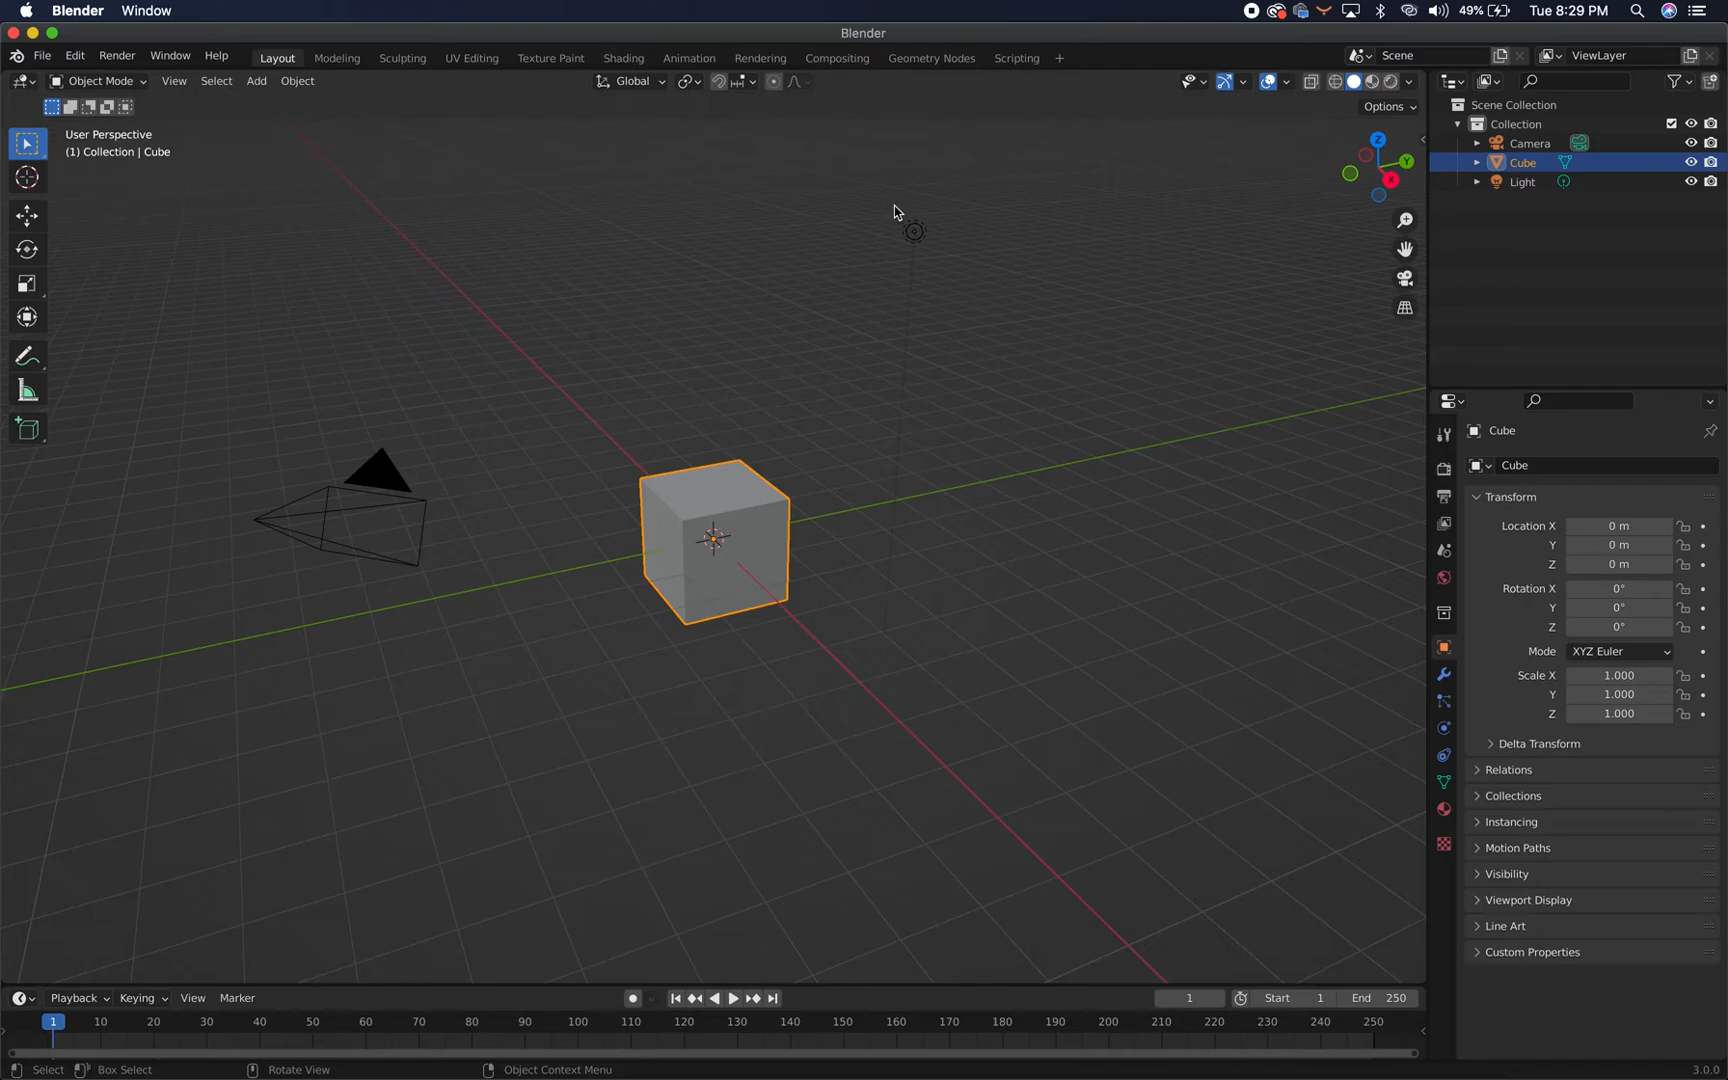 Blender Window 49% Tue 8:29 PM
Blender
File Edit Render Window Help Layout Modeling Sculpting UV Editing Texture Paint Shading Animation Rendering Compositing Geometry Nodes Scripting + Scene ViewLayer
Object Mode View Select Add Object Global
Options
User Perspective
(1) Collection | Cube
Z
Y
X
Scene Collection
Collection
Camera
Cube
Light
Cube
Cube
Transform
Location X 0 m
Y 0 m
Z 0 m
Rotation X 0°
Y 0°
Z 0°
Mode XYZ Euler
Scale X 1.000
Y 1.000
Z 1.000
Delta Transform
Relations
Collections
Instancing
Motion Paths
Visibility
Viewport Display
Line Art
Custom Properties
Playback Keying View Marker 1 Start 1 End 250
1 10 20 30 40 50 60 70 80 90 100 110 120 130 140 150 160 170 180 190 200 210 220 230 240 250
Select Box Select Rotate View Object Context Menu 3.0.0